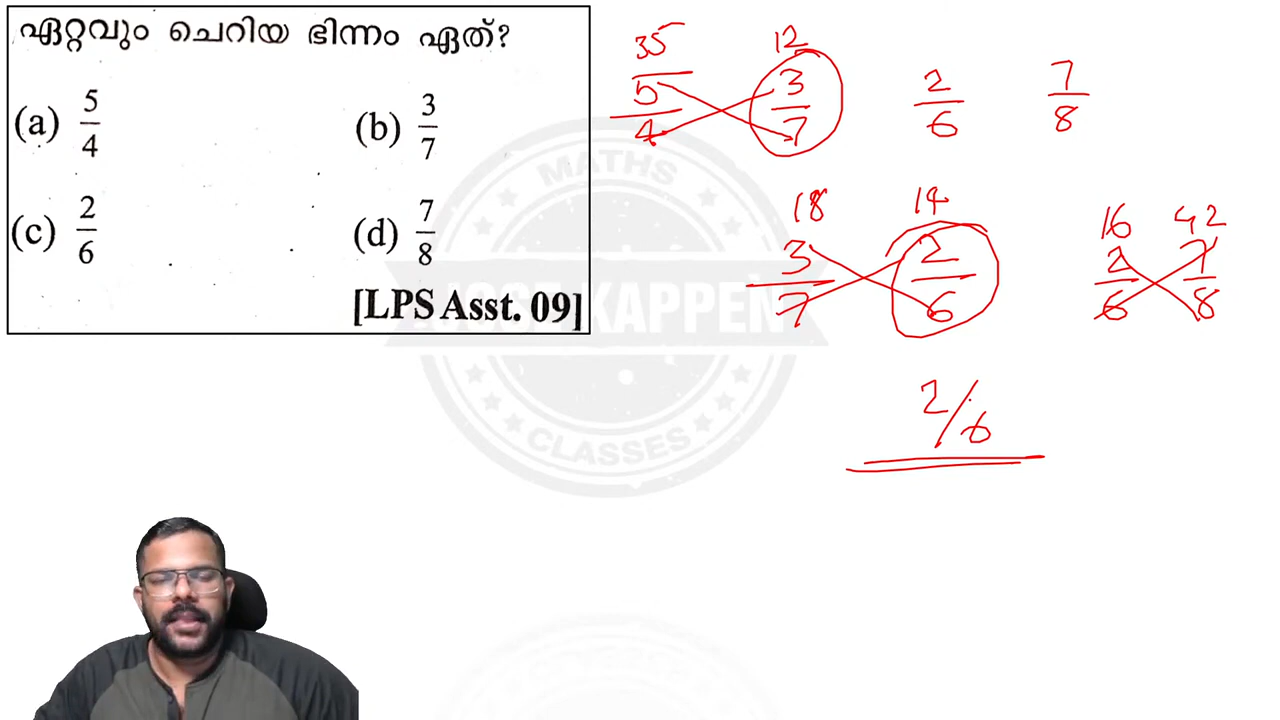 ഏറ്റവും ചെറിയ ഭിന്നം ഏത്?
(a) 5/4 (b) 3/7
(c) 2/6 (d) 7/8
[LPS Asst. 09]
35 12
5/4 3/7 2/6 7/8
18 14 16 42
3/7 2/6 2/6 7/8
2/6
MATHS
CLASSES